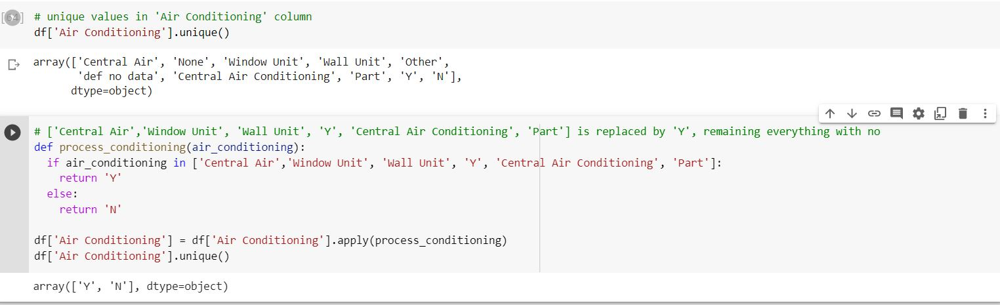 [64] # unique values in 'Air Conditioning' column
df['Air Conditioning'].unique()
array(['Central Air', 'None', 'Window Unit', 'Wall Unit', 'Other',
'def no data', 'Central Air Conditioning', 'Part', 'Y', 'N'],
dtype=object)
# ['Central Air','Window Unit', 'Wall Unit', 'Y', 'Central Air Conditioning', 'Part'] is replaced by 'Y', remaining everything with no
def process_conditioning(air_conditioning):
if air_conditioning in ['Central Air','Window Unit', 'Wall Unit', 'Y', 'Central Air Conditioning', 'Part']:
return 'Y'
else:
return 'N'
df['Air Conditioning'] = df['Air Conditioning'].apply(process_conditioning)
df['Air Conditioning'].unique()
array(['Y', 'N'], dtype=object)